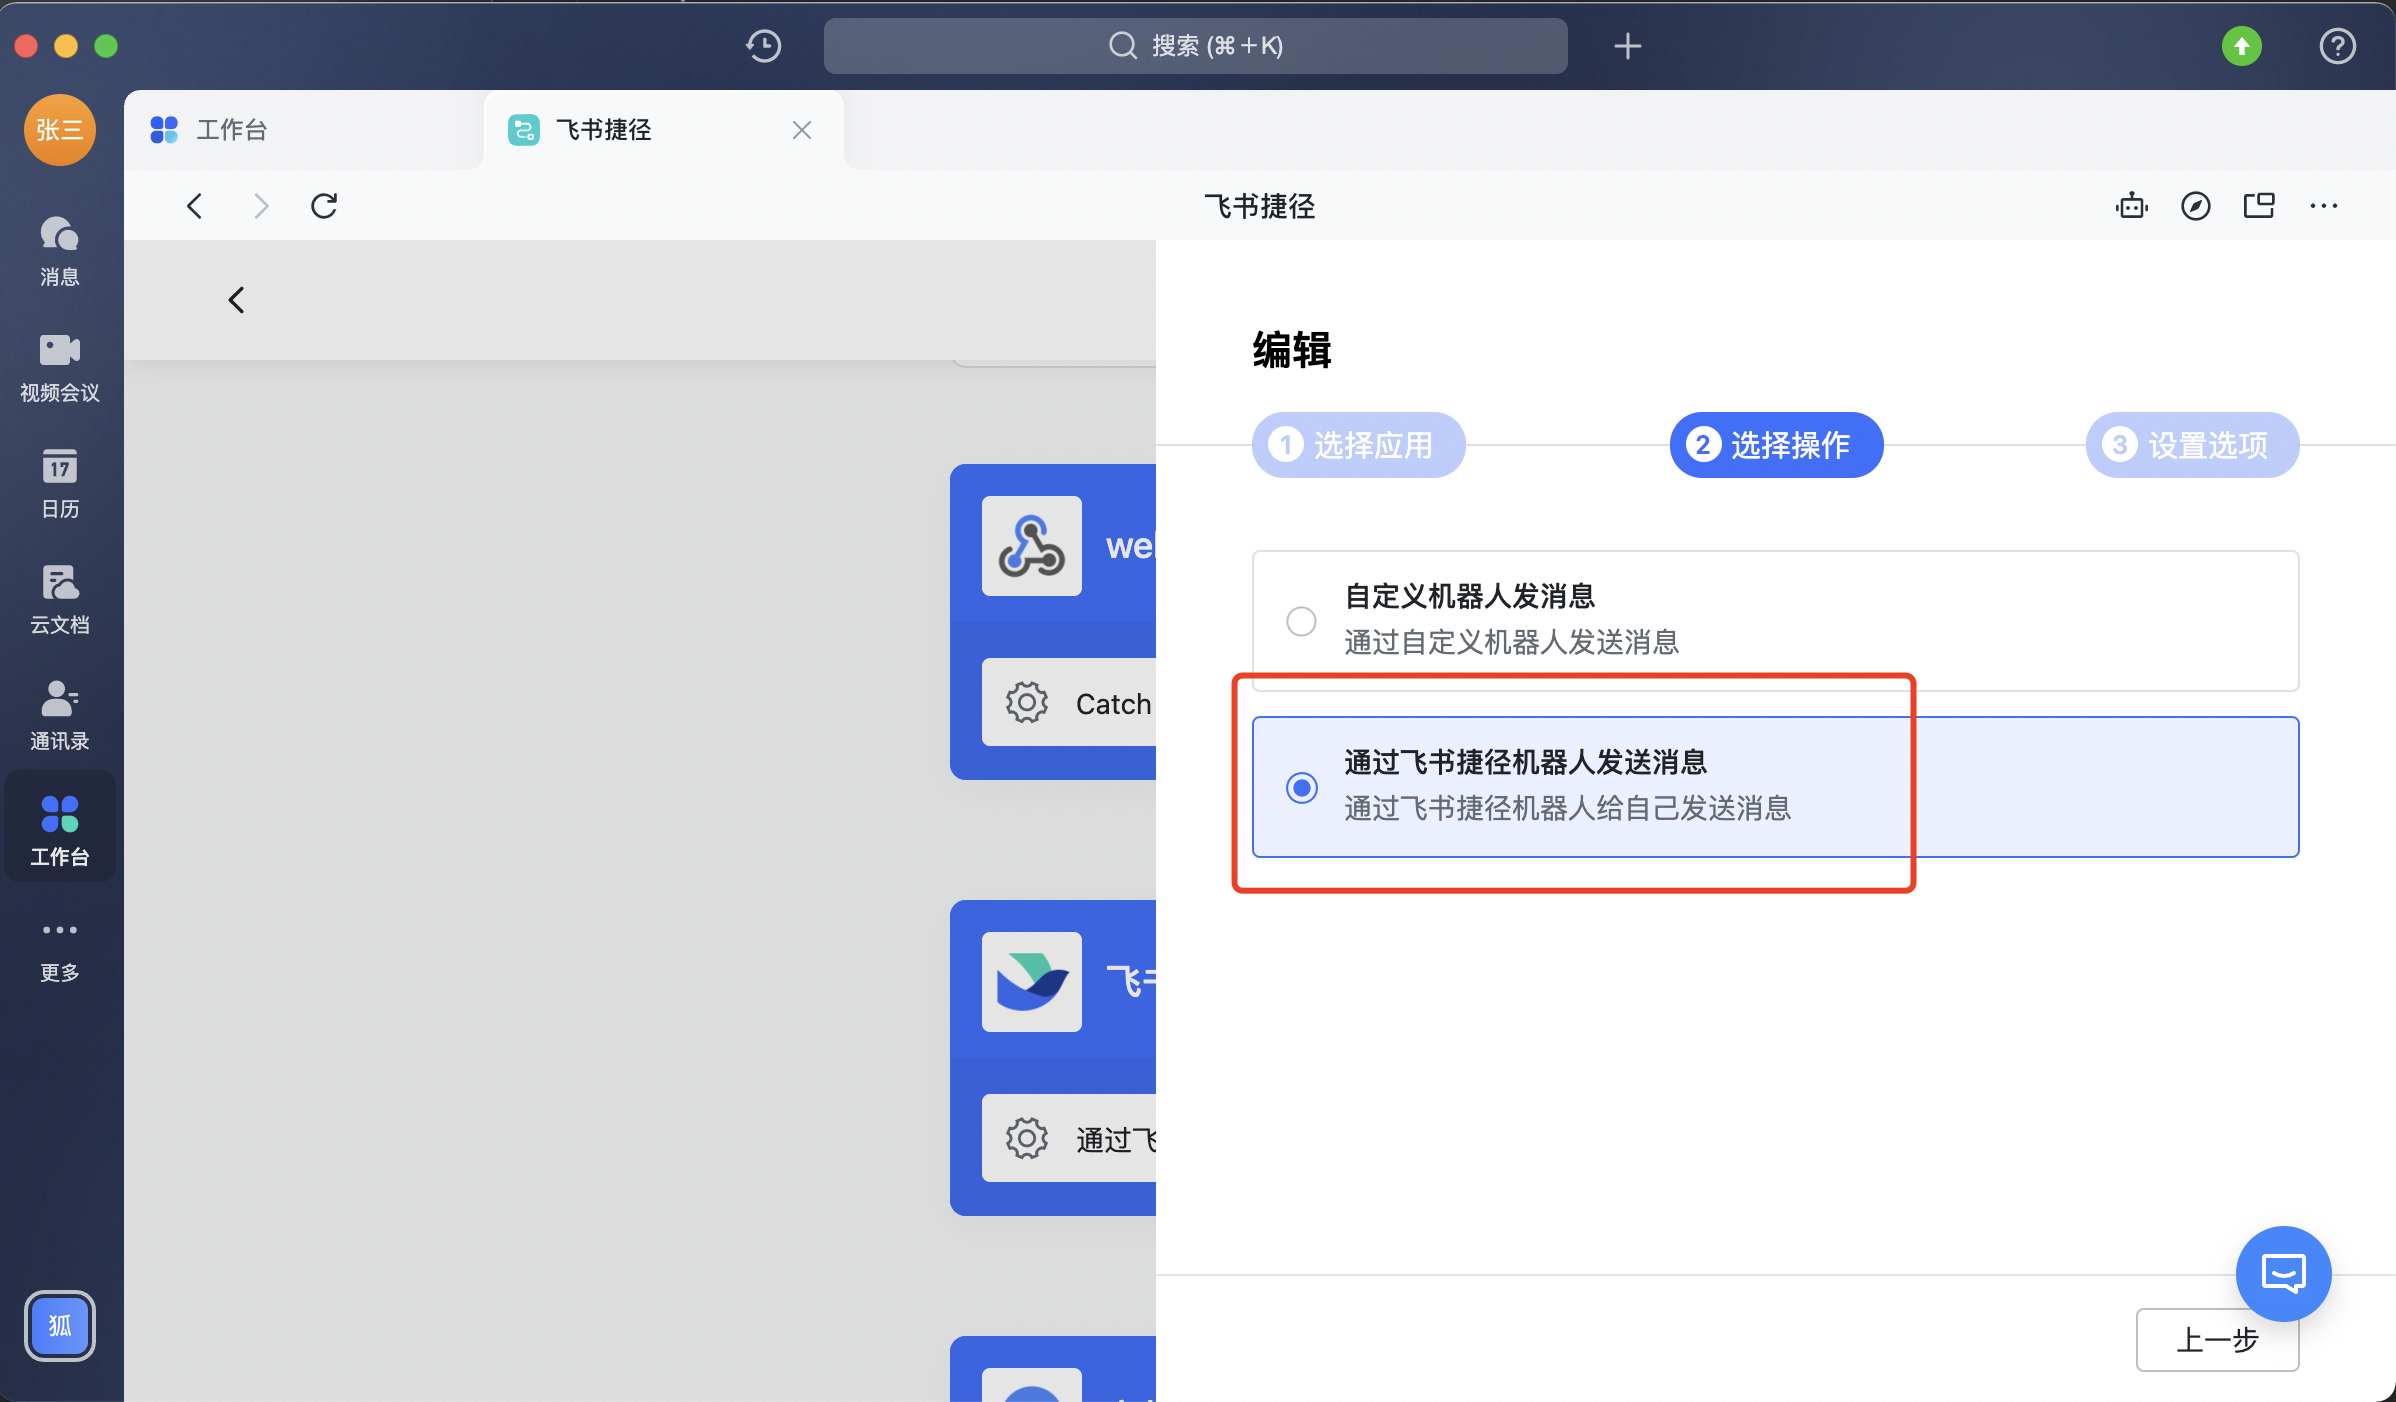 搜索 (⌘＋K)
张三
工作台
飞书捷径
飞书捷径
消息
视频会议
17
日历
云文档
通讯录
工作台
更多
狐
Catch
通过飞
编辑
1 选择应用
2 选择操作
3 设置选项
自定义机器人发消息
通过自定义机器人发送消息
通过飞书捷径机器人发送消息
通过飞书捷径机器人给自己发送消息
上一步